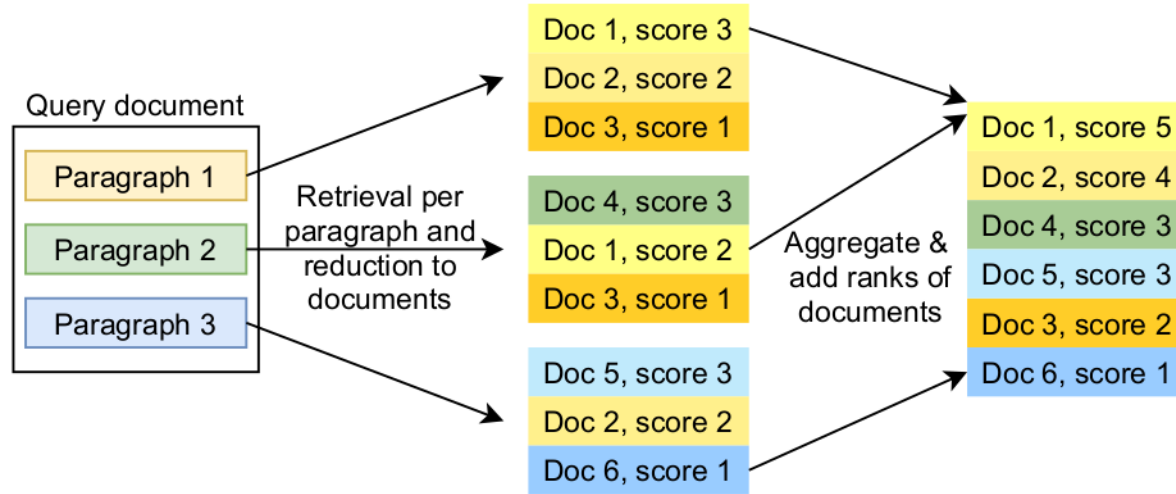 Query document
Paragraph 1
Paragraph 2
Paragraph 3
Retrieval per
paragraph and
reduction to
documents
Doc 1, score 3
Doc 2, score 2
Doc 3, score 1
Doc 4, score 3
Doc 1, score 2
Doc 3, score 1
Doc 5, score 3
Doc 2, score 2
Doc 6, score 1
Aggregate &
add ranks of
documents
Doc 1, score 5
Doc 2, score 4
Doc 4, score 3
Doc 5, score 3
Doc 3, score 2
Doc 6, score 1